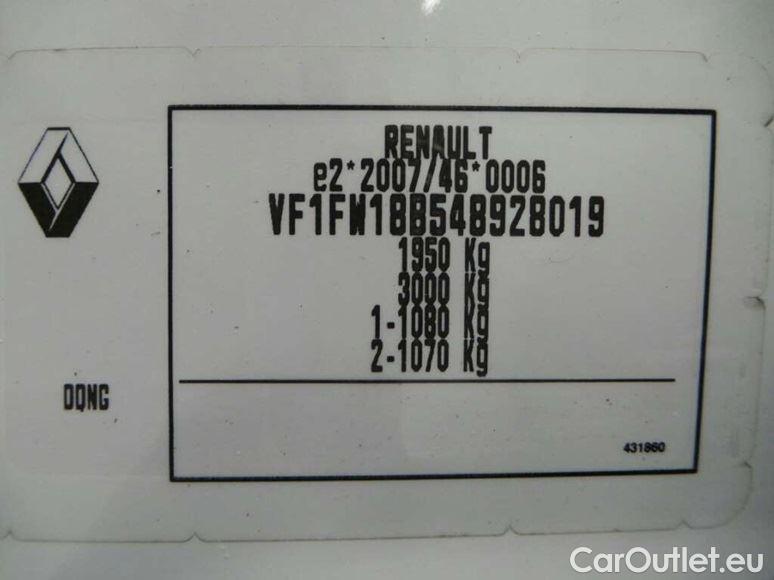 RENAULT
e2*2007/46*0006
VF1FW18B548928019
1950 Kg
3000 Kg
1-1080 Kg
2-1070 Kg
DQNG
431860
CarOutlet.eu